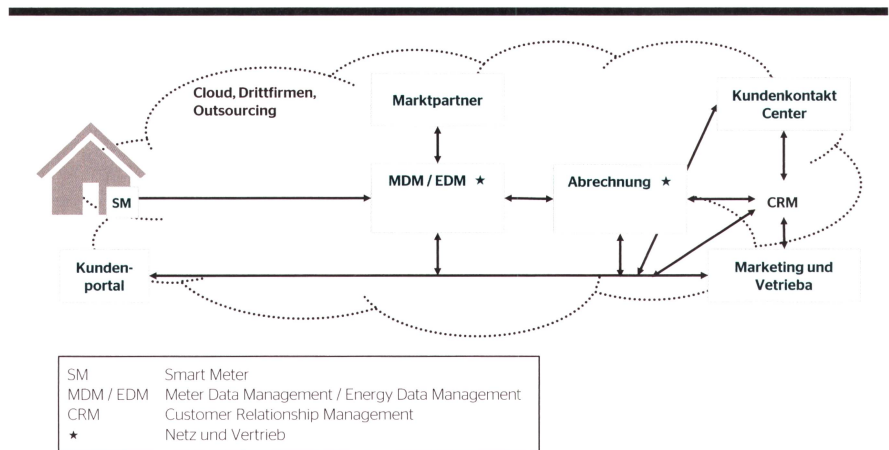 Cloud, Drittfirmen,
Outsourcing
Marktpartner
Kundenkontakt
Center
MDM / EDM ★
Abrechnung ★
SM
CRM
Kunden-
portal
Marketing und
Vetrieba
SM Smart Meter
MDM / EDM Meter Data Management / Energy Data Management
CRM Customer Relationship Management
★ Netz und Vertrieb